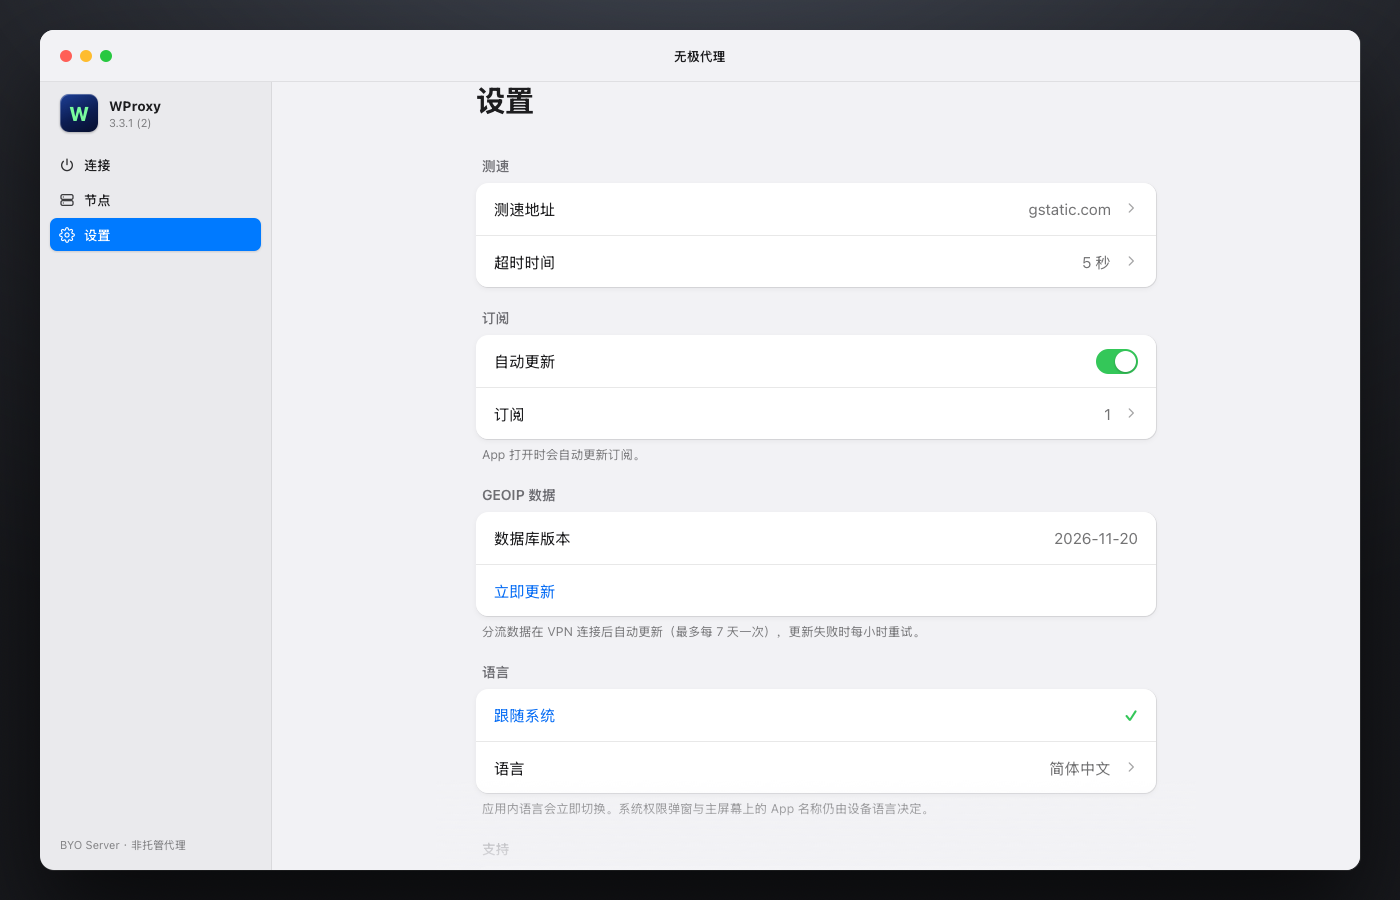 无极代理
W
WProxy
3.3.1 (2)
连接
节点
设置
BYO Server · 非托管代理
设置
测速
测速地址 gstatic.com
超时时间 5 秒
订阅
自动更新
订阅 1
App 打开时会自动更新订阅。
GEOIP 数据
数据库版本 2026-11-20
立即更新
分流数据在 VPN 连接后自动更新（最多每 7 天一次），更新失败时每小时重试。
语言
跟随系统
语言 简体中文
应用内语言会立即切换。系统权限弹窗与主屏幕上的 App 名称仍由设备语言决定。
支持